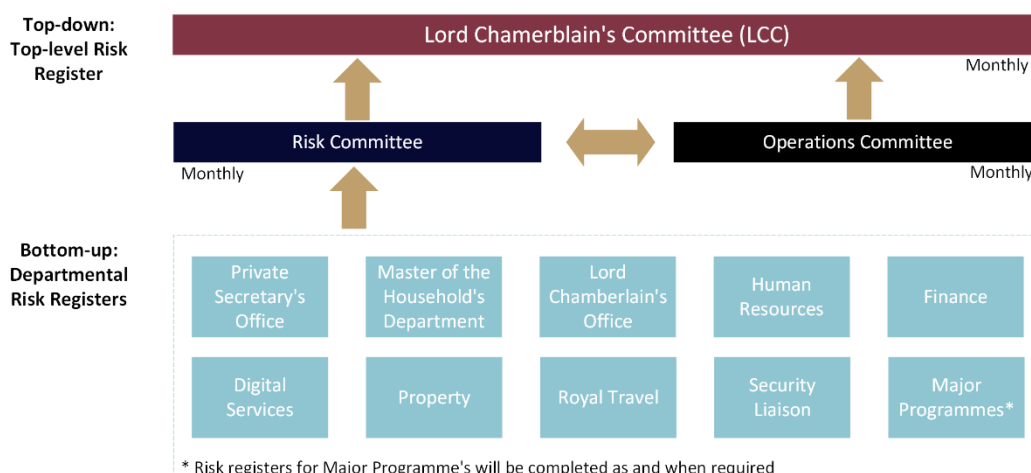 Top-down:
Top-level Risk
Register
Lord Chamerblain's Committee (LCC)
Monthly
Risk Committee
Operations Committee
Monthly
Monthly
Bottom-up:
Departmental
Risk Registers
Private
Secretary's
Office
Master of the
Household's
Department
Lord
Chamberlain's
Office
Human
Resources
Finance
Digital
Services
Property
Royal Travel
Security
Liaison
Major
Programmes*
* Risk registers for Major Programme's will be completed as and when required